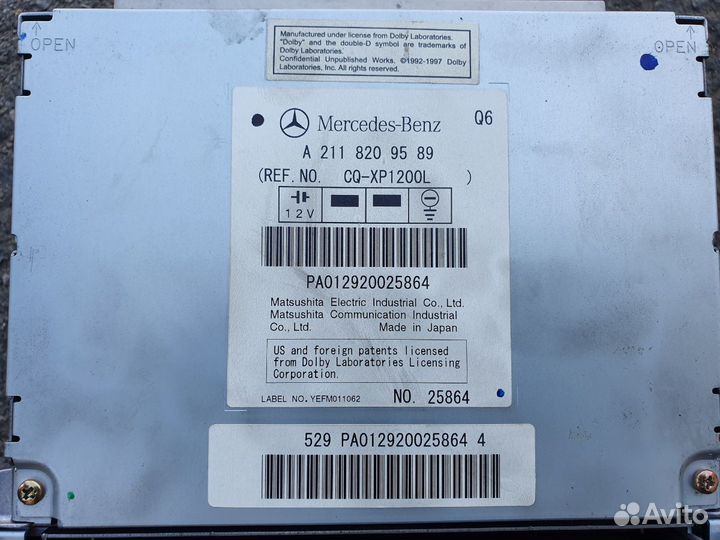 OPEN
OPEN
Manufactured under license from Dolby Laboratories.
"Dolby" and the double-D symbol are trademarks of
Dolby Laboratories.
Confidential Unpublished Works. ©1992-1997 Dolby
Laboratories, Inc. All rights reserved.
Mercedes-Benz
Q6
A 211 820 95 89
(REF. NO. CQ-XP1200L )
12V
PA012920025864
Matsushita Electric Industrial Co., Ltd.
Matsushita Communication Industrial
Co., Ltd. Made in Japan
US and foreign patents licensed
from Dolby Laboratories Licensing
Corporation.
LABEL NO. YEFM011062
NO. 25864
529 PA012920025864 4
Avito